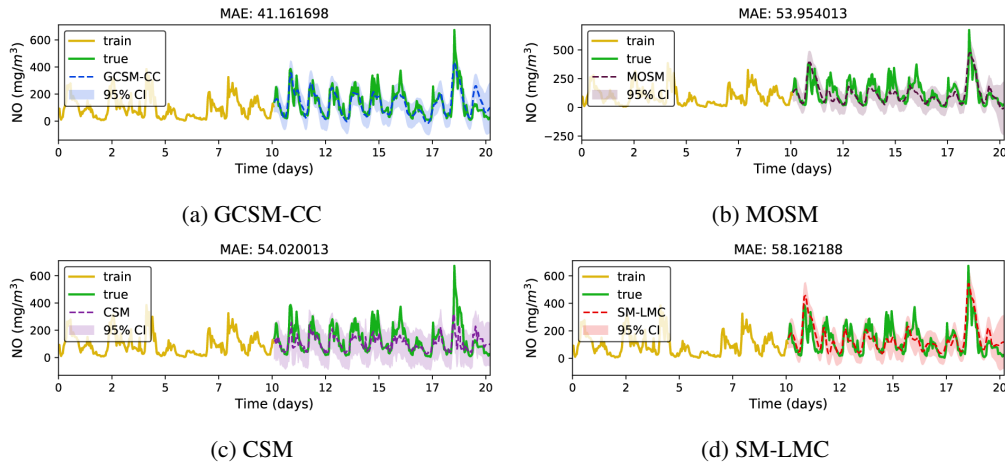 MAE: 41.161698
NO (mg/m³)
600
400
200
0
train
true
GCSM-CC
95% CI
0 2 5 7 10 12 15 17 20
Time (days)
(a) GCSM-CC
MAE: 53.954013
NO (mg/m³)
500
250
0
−250
train
true
MOSM
95% CI
0 2 5 7 10 12 15 17 20
Time (days)
(b) MOSM
MAE: 54.020013
NO (mg/m³)
600
400
200
0
train
true
CSM
95% CI
0 2 5 7 10 12 15 17 20
Time (days)
(c) CSM
MAE: 58.162188
NO (mg/m³)
600
400
200
0
train
true
SM-LMC
95% CI
0 2 5 7 10 12 15 17 20
Time (days)
(d) SM-LMC